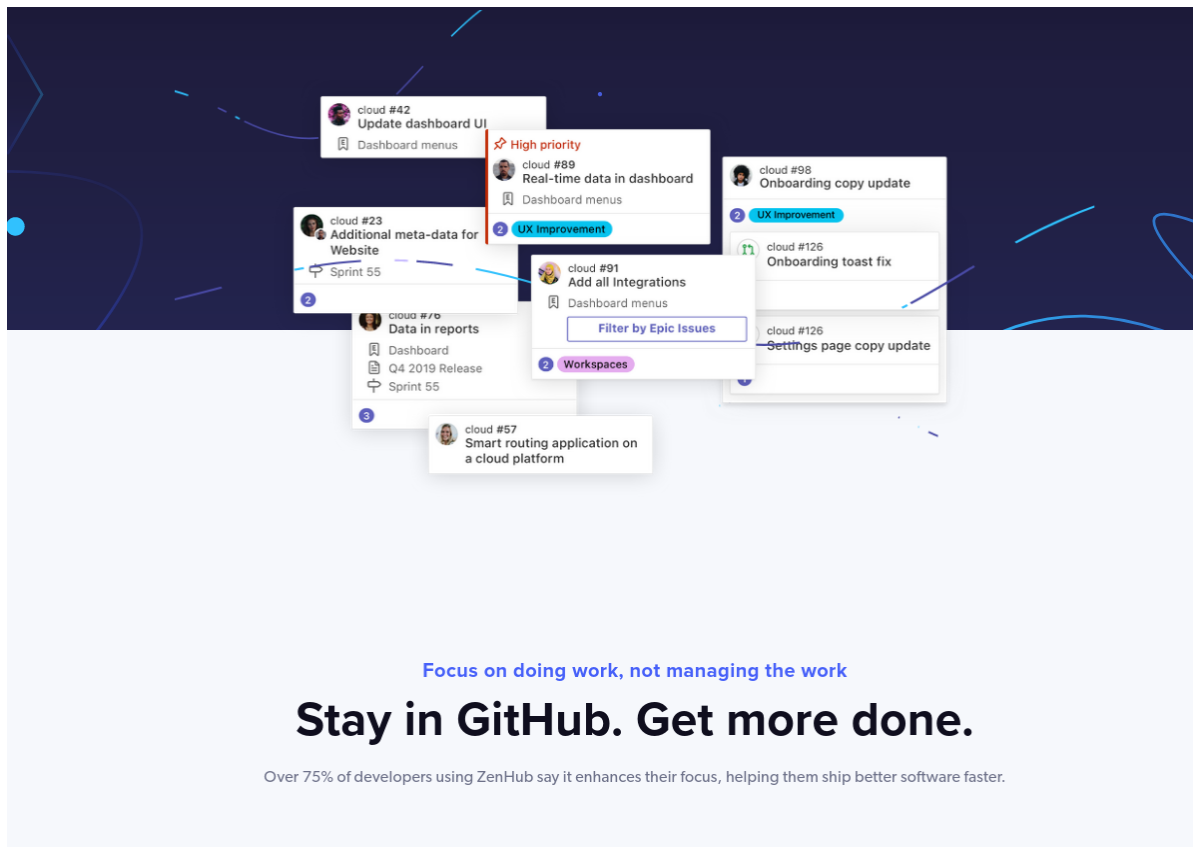 cloud #42
Update dashboard UI
Dashboard menus
High priority
cloud #89
Real-time data in dashboard
Dashboard menus
2 UX Improvement
cloud #98
Onboarding copy update
2 UX Improvement
cloud #126
Onboarding toast fix
cloud #126
Settings page copy update
cloud #23
Additional meta-data for
Website
Sprint 55
2
cloud #91
Add all Integrations
Dashboard menus
Filter by Epic Issues
2 Workspaces
cloud #76
Data in reports
Dashboard
Q4 2019 Release
Sprint 55
3
cloud #57
Smart routing application on
a cloud platform
Focus on doing work, not managing the work
Stay in GitHub. Get more done.
Over 75% of developers using ZenHub say it enhances their focus, helping them ship better software faster.